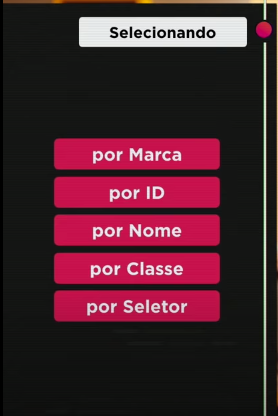 Selecionando
por Marca
por ID
por Nome
por Classe
por Seletor